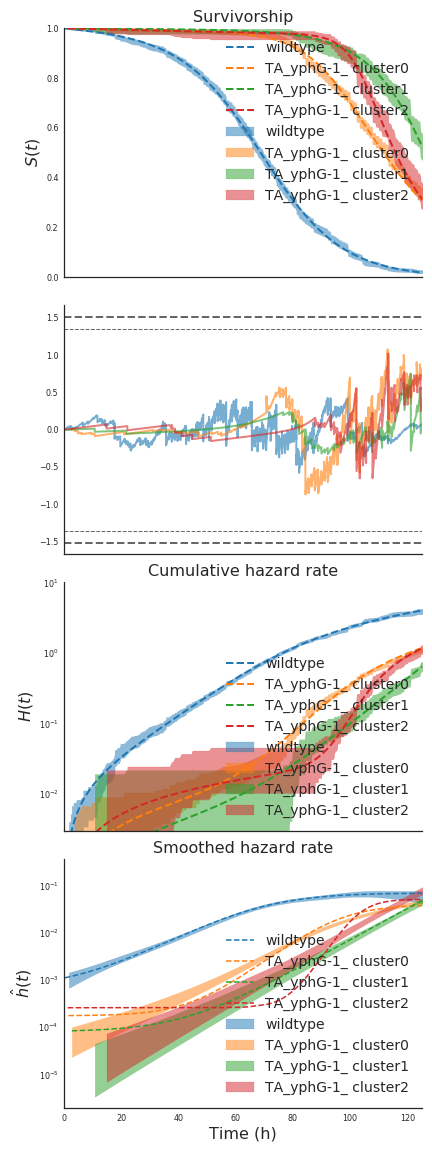 Survivorship
1.0
0.8
0.6
0.4
0.2
0.0
S(t)
wildtype
TA_yphG-1_ cluster0
TA_yphG-1_ cluster1
TA_yphG-1_ cluster2
wildtype
TA_yphG-1_ cluster0
TA_yphG-1_ cluster1
TA_yphG-1_ cluster2
1.5
1.0
0.5
0.0
−0.5
−1.0
−1.5
Cumulative hazard rate
10¹
10⁰
10⁻¹
10⁻²
H(t)
wildtype
TA_yphG-1_ cluster0
TA_yphG-1_ cluster1
TA_yphG-1_ cluster2
wildtype
TA_yphG-1_ cluster0
TA_yphG-1_ cluster1
TA_yphG-1_ cluster2
Smoothed hazard rate
10⁻¹
10⁻²
10⁻³
10⁻⁴
10⁻⁵
ĥ(t)
wildtype
TA_yphG-1_ cluster0
TA_yphG-1_ cluster1
TA_yphG-1_ cluster2
wildtype
TA_yphG-1_ cluster0
TA_yphG-1_ cluster1
TA_yphG-1_ cluster2
0 20 40 60 80 100 120
Time (h)